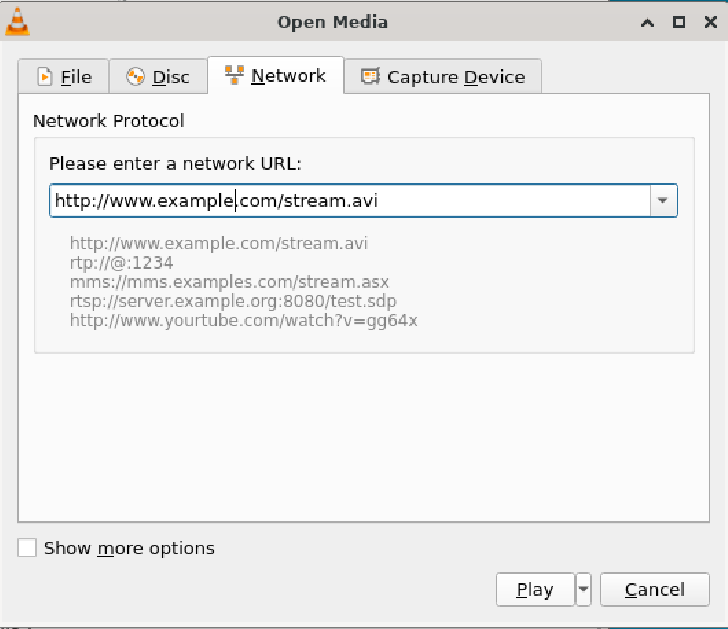 Open Media
File Disc Network Capture Device
Network Protocol
Please enter a network URL:
http://www.example.com/stream.avi
http://www.example.com/stream.avi
rtp://@:1234
mms://mms.examples.com/stream.asx
rtsp://server.example.org:8080/test.sdp
http://www.yourtube.com/watch?v=gg64x
Show more options
Play Cancel